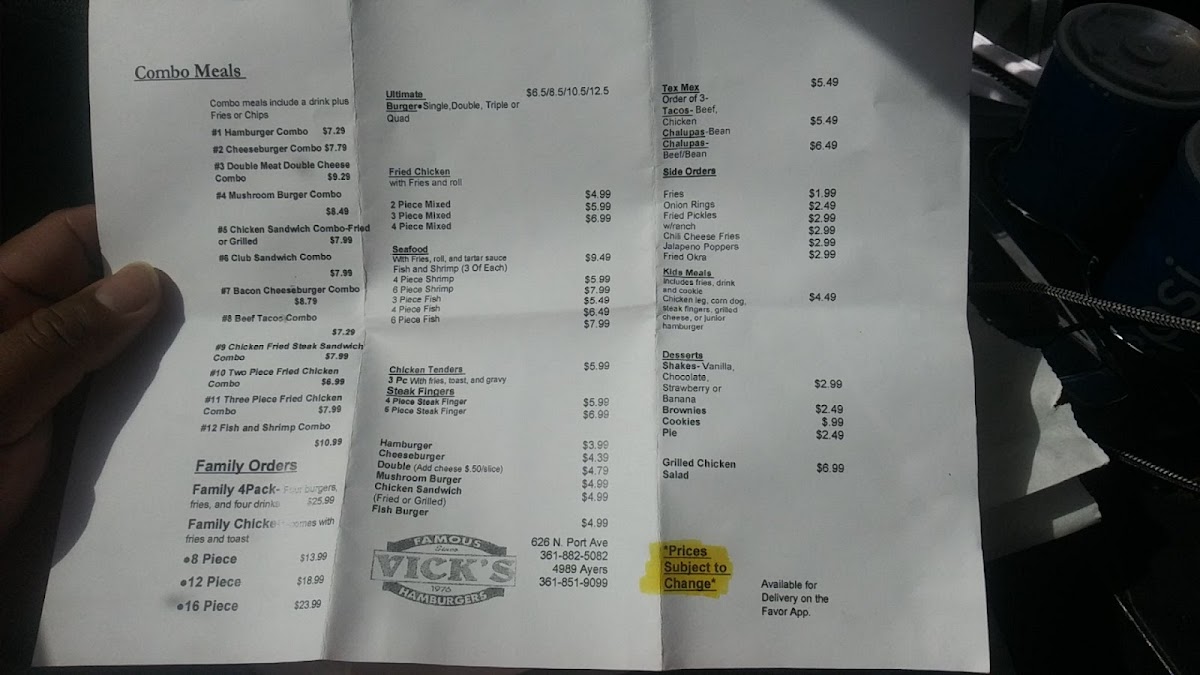 Combo Meals
Combo meals include a drink plus
Fries or Chips
#1 Hamburger Combo $7.29
#2 Cheeseburger Combo $7.79
#3 Double Meat Double Cheese
Combo $9.29
#4 Mushroom Burger Combo
$8.49
#5 Chicken Sandwich Combo-Fried
or Grilled $7.99
#6 Club Sandwich Combo
$7.99
#7 Bacon Cheeseburger Combo
$8.79
#8 Beef Tacos Combo
$7.29
#9 Chicken Fried Steak Sandwich
Combo $7.99
#10 Two Piece Fried Chicken
Combo $6.99
#11 Three Piece Fried Chicken
Combo $7.99
#12 Fish and Shrimp Combo
$10.99
Family Orders
Family 4Pack- Four burgers,
fries, and four drinks $25.99
Family Chicken comes with
fries and toast
•8 Piece $13.99
•12 Piece $18.99
•16 Piece $23.99
Ultimate $6.5/8.5/10.5/12.5
Burger•Single,Double, Triple or
Quad
Fried Chicken
with Fries and roll
$4.99
2 Piece Mixed $5.99
3 Piece Mixed $6.99
4 Piece Mixed
Seafood
With Fries, roll, and tartar sauce $9.49
Fish and Shrimp (3 Of Each)
4 Piece Shrimp $5.99
6 Piece Shrimp $7.99
3 Piece Fish $5.49
4 Piece Fish $6.49
6 Piece Fish $7.99
Chicken Tenders $5.99
3 Pc With fries, toast, and gravy
Steak Fingers
4 Piece Steak Finger $5.99
6 Piece Steak Finger $6.99
Hamburger $3.99
Cheeseburger $4.39
Double (Add cheese $.50/slice) $4.79
Mushroom Burger $4.99
Chicken Sandwich $4.99
(Fried or Grilled)
Fish Burger
$4.99
FAMOUS
Since
VICK'S
1976
HAMBURGERS
626 N. Port Ave
361-882-5082
4989 Ayers
361-851-9099
Tex Mex $5.49
Order of 3-
Tacos- Beef,
Chicken $5.49
Chalupas-Bean
Chalupas- $6.49
Beef/Bean
Side Orders
Fries $1.99
Onion Rings $2.49
Fried Pickles $2.99
w/ranch $2.99
Chili Cheese Fries $2.99
Jalapeno Poppers $2.99
Fried Okra
Kids Meals
Includes fries, drink
and cookie
Chicken leg, corn dog, $4.49
steak fingers, grilled
cheese, or junior
hamburger
Desserts
Shakes- Vanilla,
Chocolate,
Strawberry or $2.99
Banana
Brownies $2.49
Cookies $.99
Pie $2.49
Grilled Chicken $6.99
Salad
*Prices
Subject to
Change*
Available for
Delivery on the
Favor App.